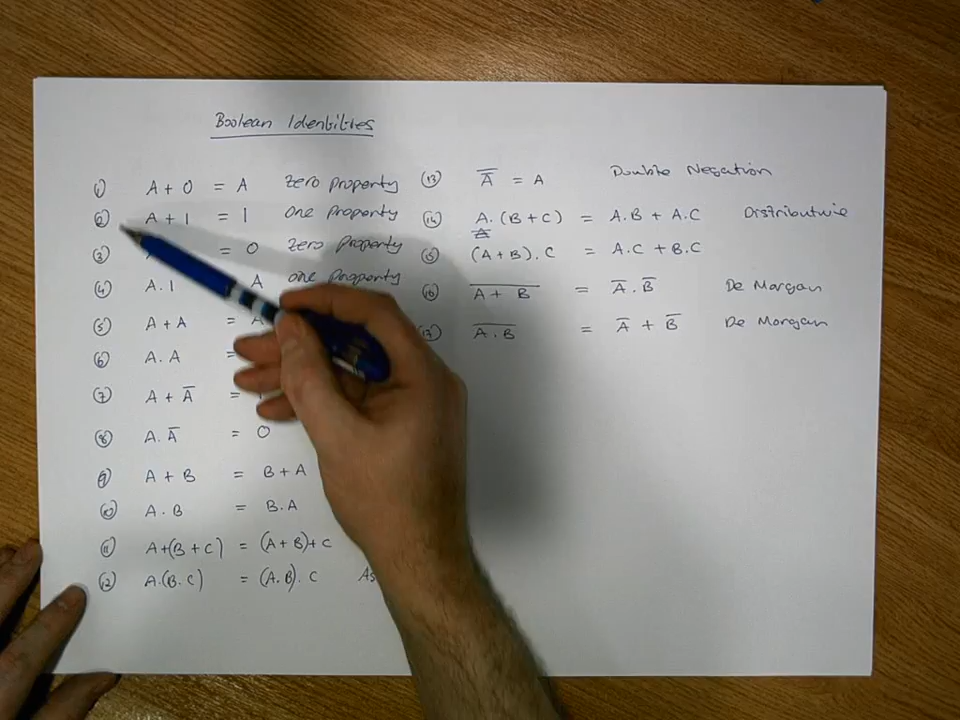 Boolean Identities
① A + 0 = A zero property
② A + 1 = 1 one property
③ = 0 zero property
④ A.1 A one property
⑤ A + A =
⑥ A.A =
⑦ A + A̅ =
⑧ A.A̅ = 0
⑨ A + B = B + A
⑩ A.B = B.A
⑪ A+(B+C) = (A+B)+C
⑫ A.(B.C) = (A.B).C As
⑬ A̿ = A Double Negation
A.(B+C) = A.B + A.C Distributive
⑮ (A+B).C = A.C + B.C
⑯ A̅ ̅+̅ ̅B̅ = A̅.B̅ De Morgan
A̅ ̅.̅ ̅B̅ = A̅ + B̅ De Morgan